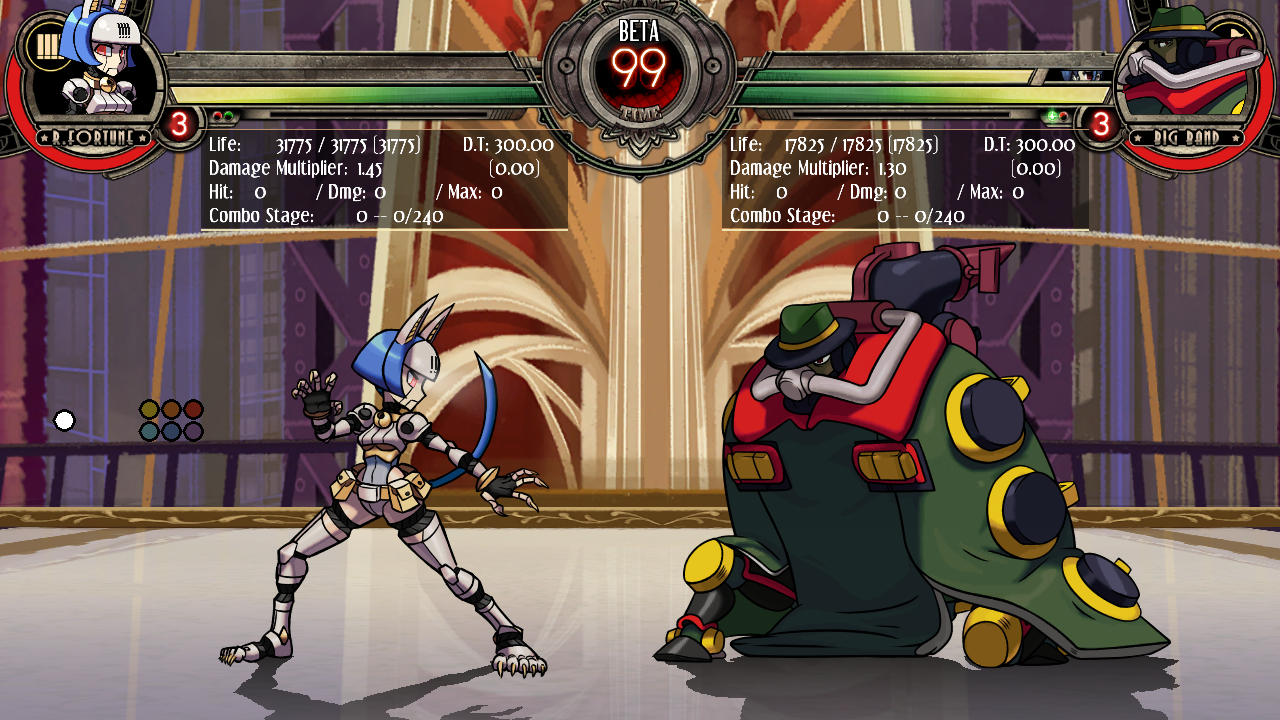 BETA
99
TIME
R.FORTUNE
3
3
BIG BAND
Life: 31775 / 31775 (31775) D.T: 300.00
Damage Multiplier: 1.45 (0.00)
Hit: 0 / Dmg: 0 / Max: 0
Combo Stage: 0 -- 0/240
Life: 17825 / 17825 (17825) D.T: 300.00
Damage Multiplier: 1.30 (0.00)
Hit: 0 / Dmg: 0 / Max: 0
Combo Stage: 0 -- 0/240